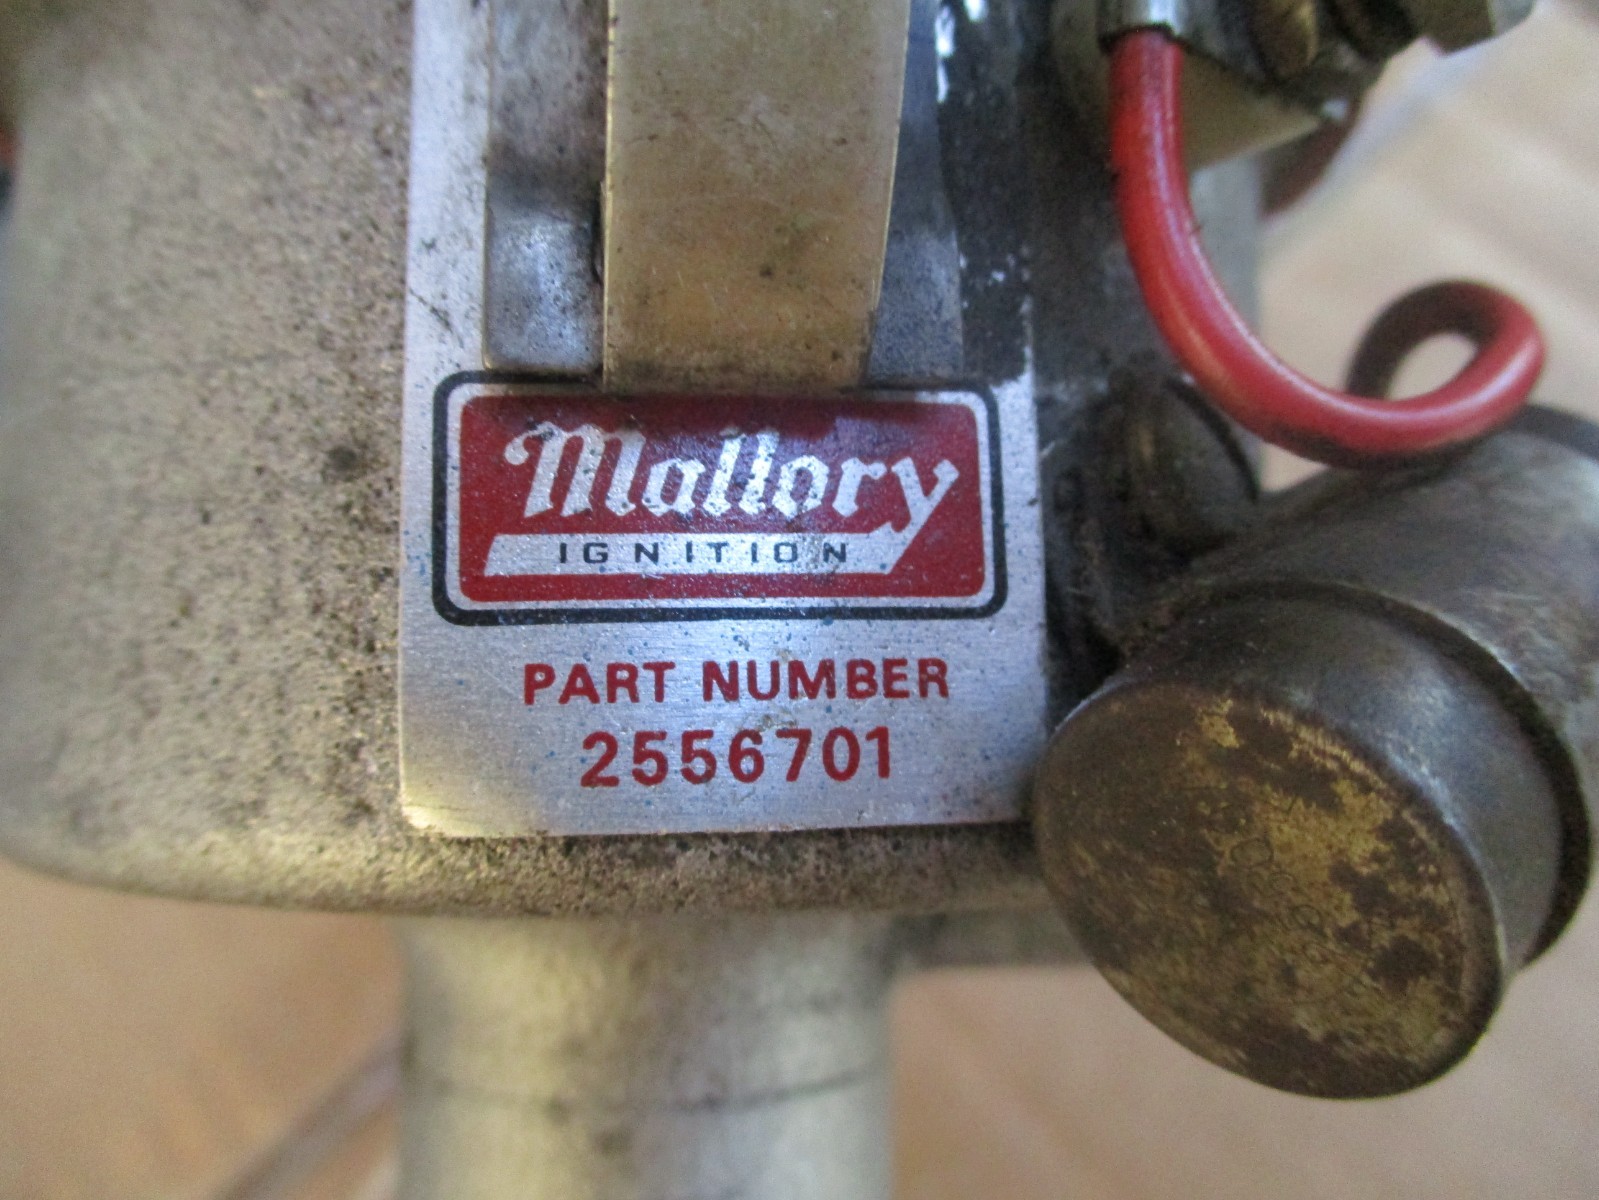 Mallory
IGNITION
PART NUMBER
2556701